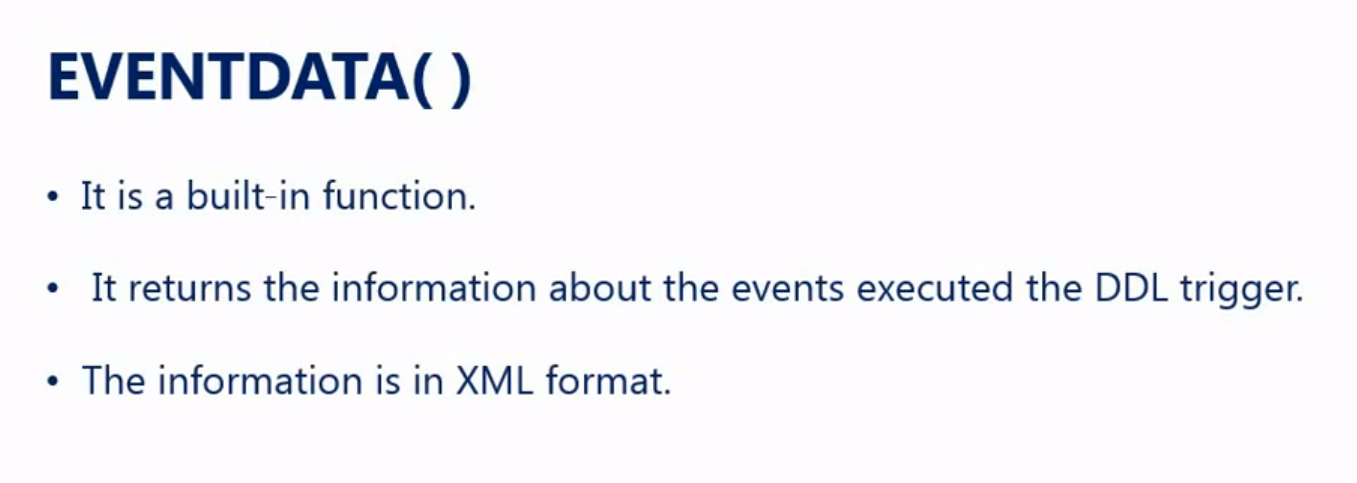 EVENTDATA( )
• It is a built-in function.
• It returns the information about the events executed the DDL trigger.
• The information is in XML format.